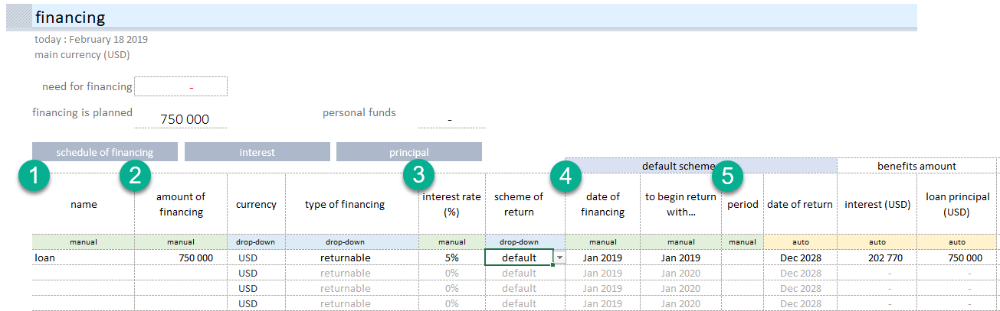 financing
today : February 18 2019
main currency (USD)
need for financing -
financing is planned 750 000 personal funds -
schedule of financing interest principal
1 2 3 4 5
default scheme benefits amount
name amount of financing currency type of financing interest rate (%) scheme of return date of financing to begin return with... period date of return interest (USD) loan principal (USD)
manual manual drop-down drop-down manual drop-down manual manual manual auto auto auto
loan 750 000 USD returnable 5% default Jan 2019 Jan 2019 Dec 2028 202 770 750 000
USD returnable 0% default Jan 2019 Jan 2020 Dec 2028 - -
USD returnable 0% default Jan 2019 Jan 2020 Dec 2028 - -
USD returnable 0% default Jan 2019 Jan 2020 Dec 2028 - -